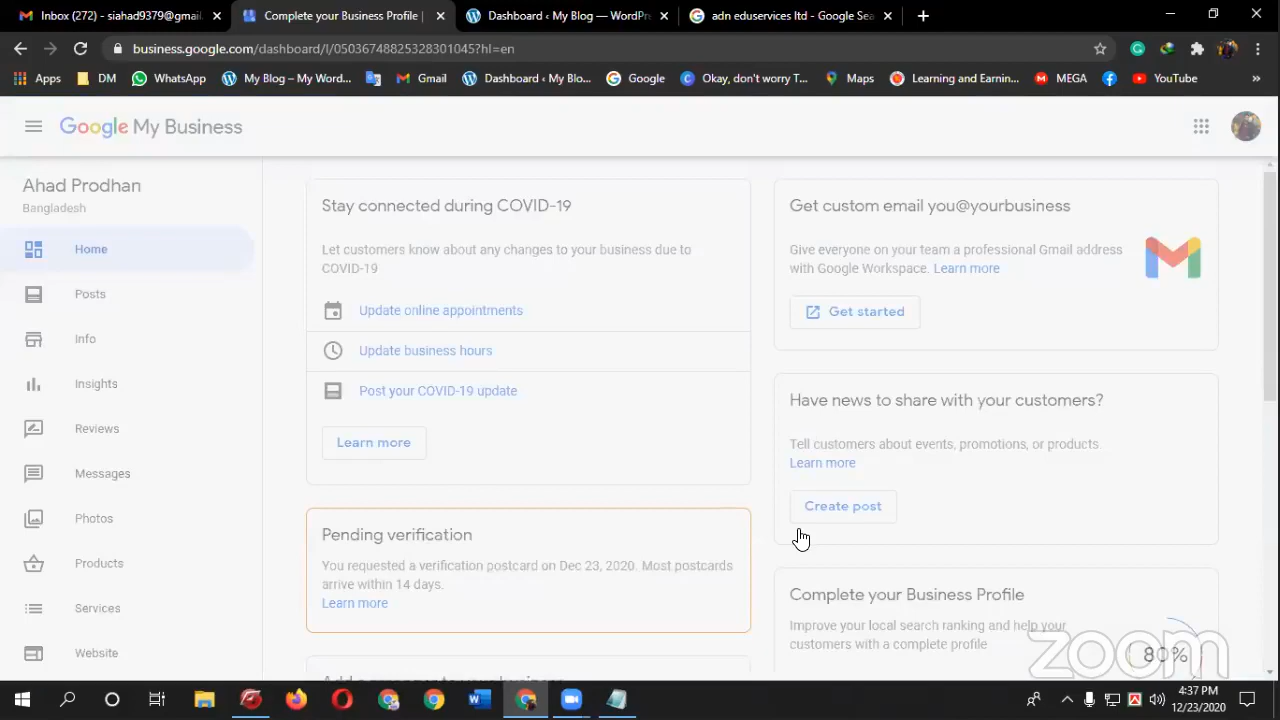 Inbox (272) - siahad9379@gmail.
Complete your Business Profile |
Dashboard ‹ My Blog — WordPre
adn eduservices ltd - Google Sea
business.google.com/dashboard/l/05036748825328301045?hl=en
Apps
DM
WhatsApp
My Blog – My Word...
Gmail
Dashboard ‹ My Blo...
Google
Okay, don't worry T...
Maps
Learning and Earnin...
MEGA
YouTube
»
Google My Business
Ahad Prodhan
Bangladesh
Home
Posts
Info
Insights
Reviews
Messages
Photos
Products
Services
Website
Stay connected during COVID-19
Let customers know about any changes to your business due to
COVID-19
Update online appointments
Update business hours
Post your COVID-19 update
Learn more
Pending verification
You requested a verification postcard on Dec 23, 2020. Most postcards
arrive within 14 days.
Learn more
Get custom email you@yourbusiness
Give everyone on your team a professional Gmail address
with Google Workspace. Learn more
Get started
Have news to share with your customers?
Tell customers about events, promotions, or products.
Learn more
Create post
Complete your Business Profile
Improve your local search ranking and help your
customers with a complete profile
80%
zoom
4:37 PM
12/23/2020